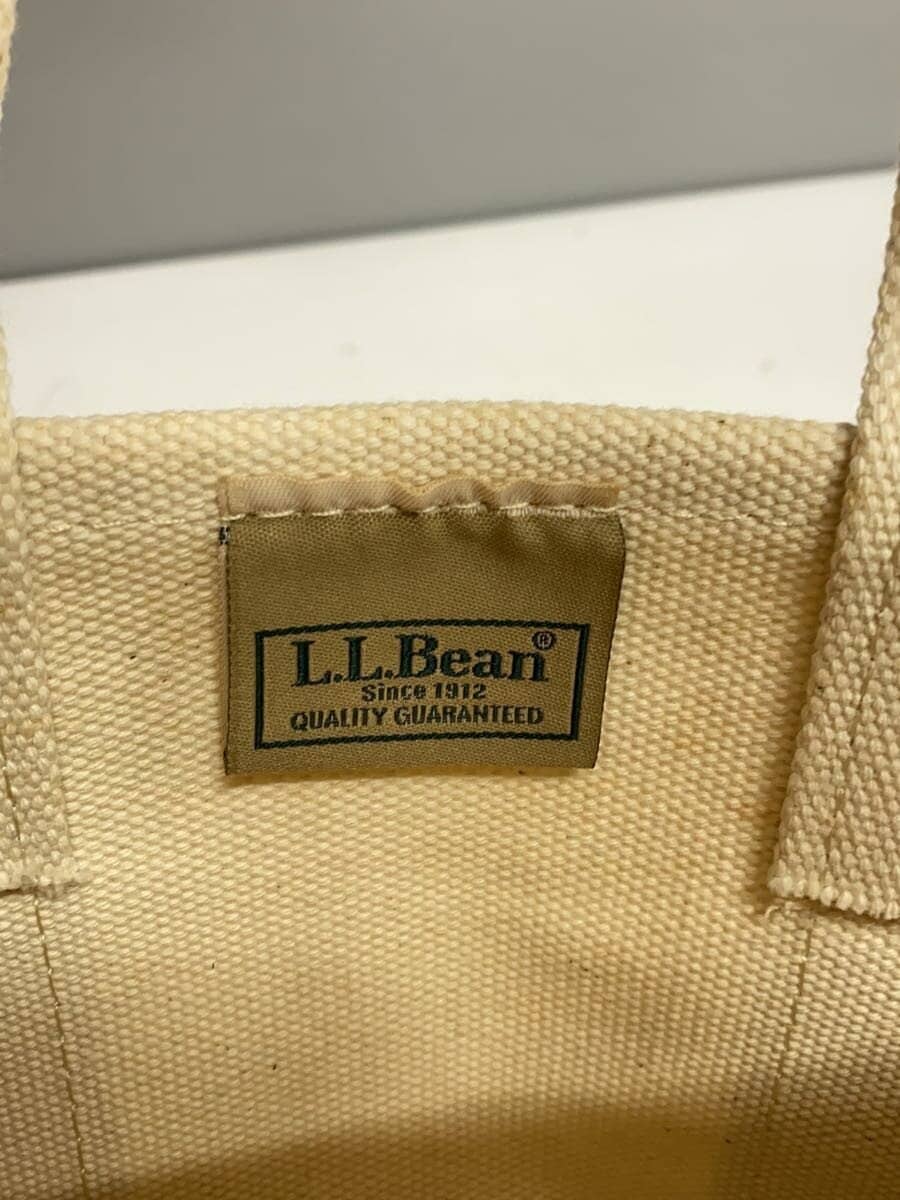 L.L.Bean®
Since 1912
QUALITY GUARANTEED